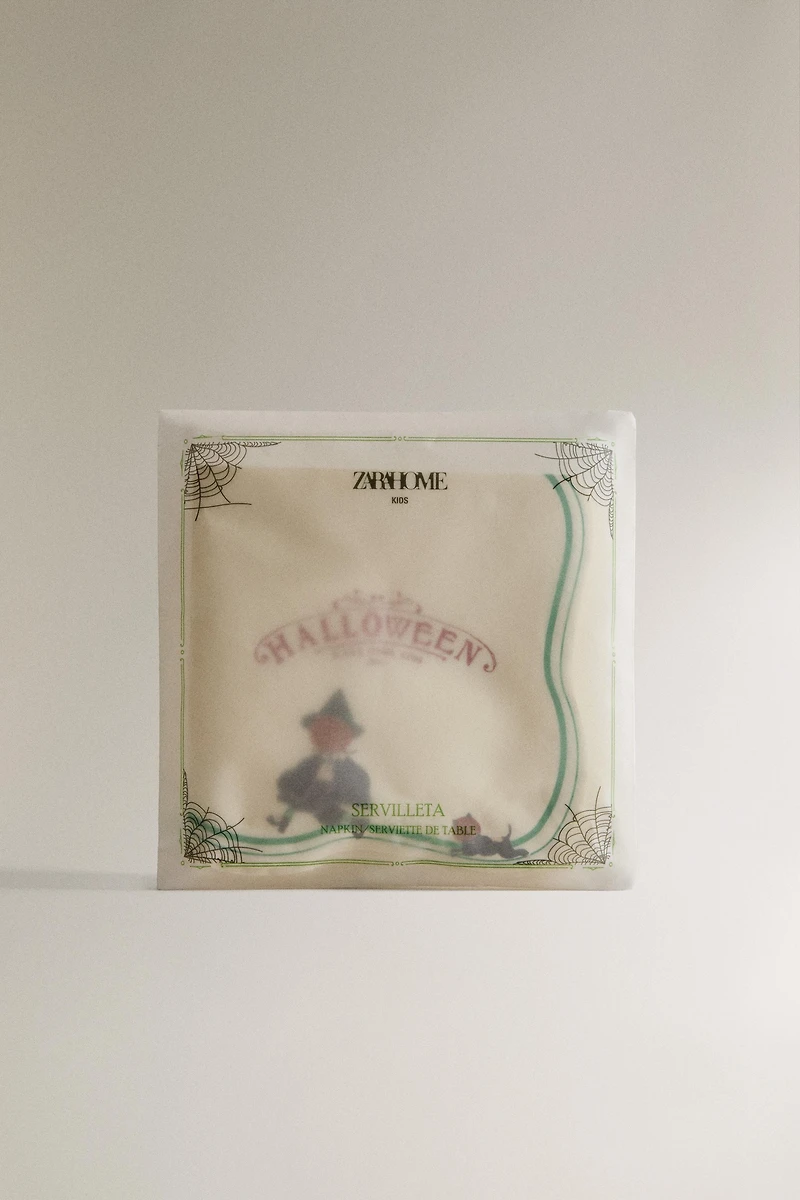 ZARAHOME
KIDS
HALLOWEEN
SERVILLETA
NAPKIN/SERVIETTE DE TABLE